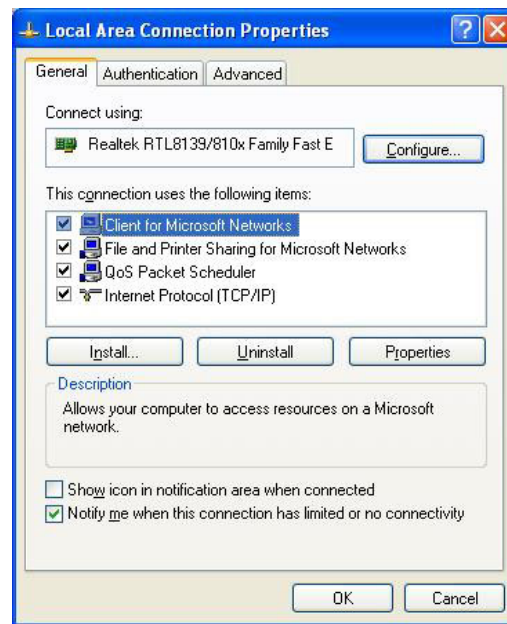 Local Area Connection Properties
General Authentication Advanced
Connect using:
Realtek RTL8139/810x Family Fast E
Configure...
This connection uses the following items:
Client for Microsoft Networks
File and Printer Sharing for Microsoft Networks
QoS Packet Scheduler
Internet Protocol (TCP/IP)
Install... Uninstall Properties
Description
Allows your computer to access resources on a Microsoft
network.
Show icon in notification area when connected
Notify me when this connection has limited or no connectivity
OK Cancel